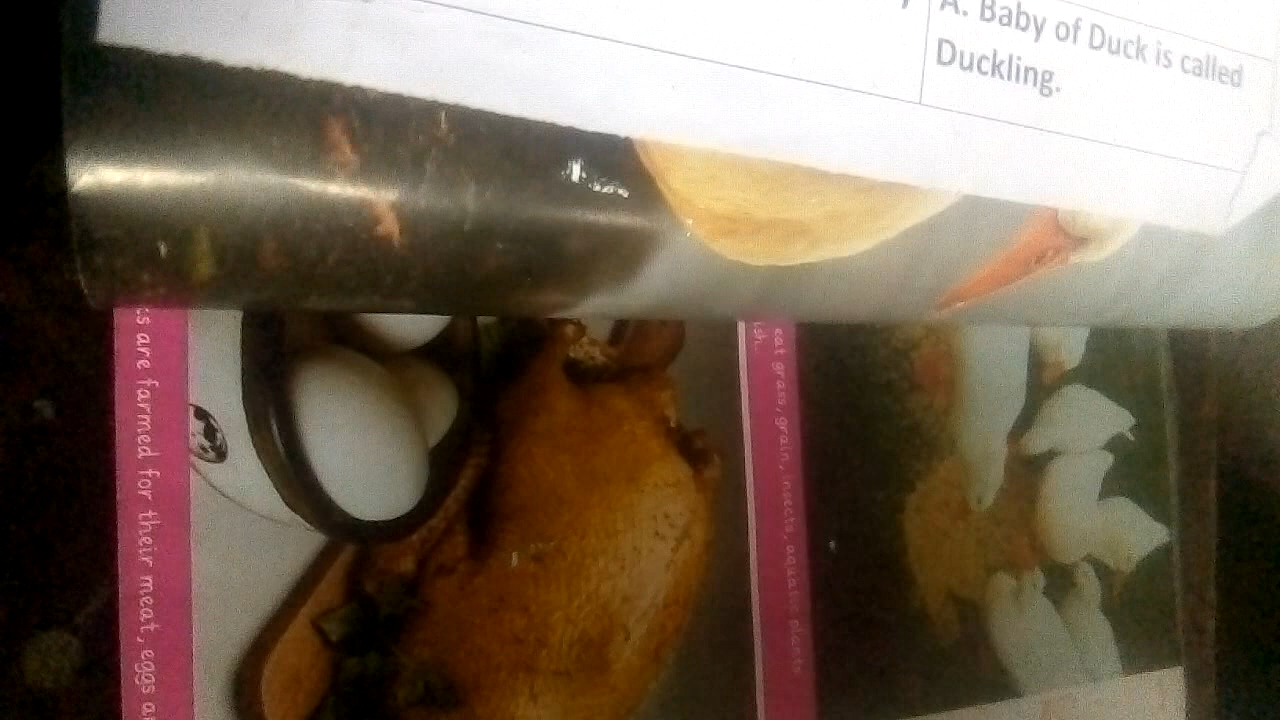 A. Baby of Duck is called
Duckling.
are farmed for their meat, eggs
eat grass, grain, insects, aquatic plants